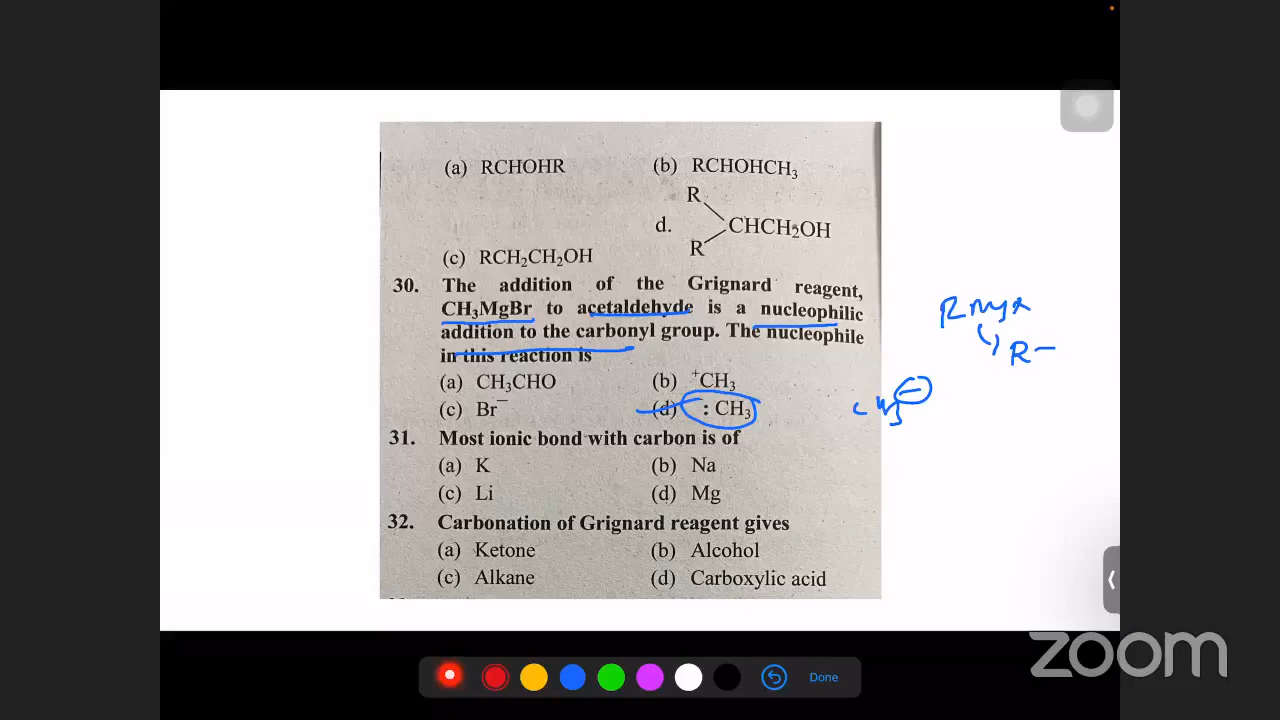 (a) RCHOHR (b) RCHOHCH₃
R
d. CHCH₂OH
R
(c) RCH₂CH₂OH
30. The addition of the Grignard reagent,
CH₃MgBr to acetaldehyde is a nucleophilic
addition to the carbonyl group. The nucleophile
in this reaction is
(a) CH₃CHO (b) ⁺CH₃
(c) Br⁻ (d) : CH₃
31. Most ionic bond with carbon is of
(a) K (b) Na
(c) Li (d) Mg
32. Carbonation of Grignard reagent gives
(a) Ketone (b) Alcohol
(c) Alkane (d) Carboxylic acid
RMgX
R −
CH₃ ⊖
zoom
Done